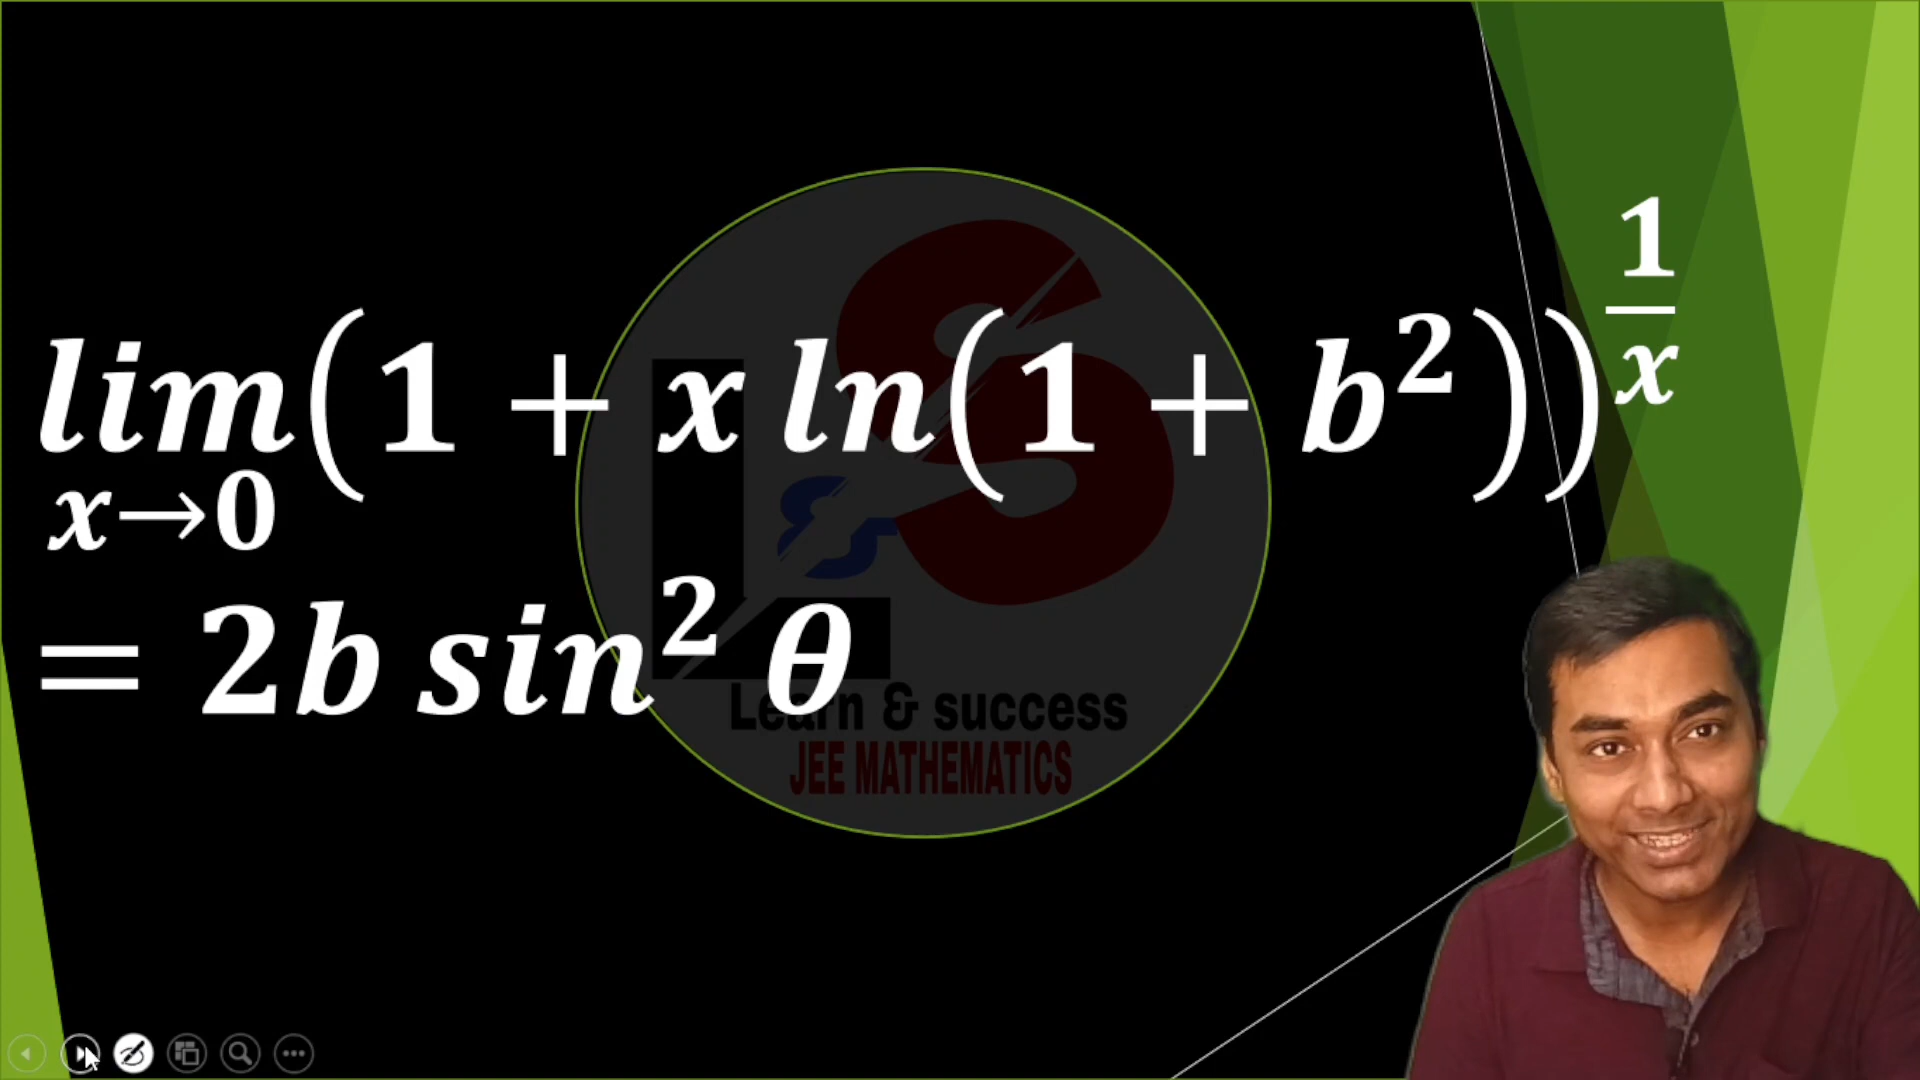 lim(1 + x ln(1 + b²))^(1/x)
x→0
= 2b sin² θ
L & S
Learn & success
JEE MATHEMATICS